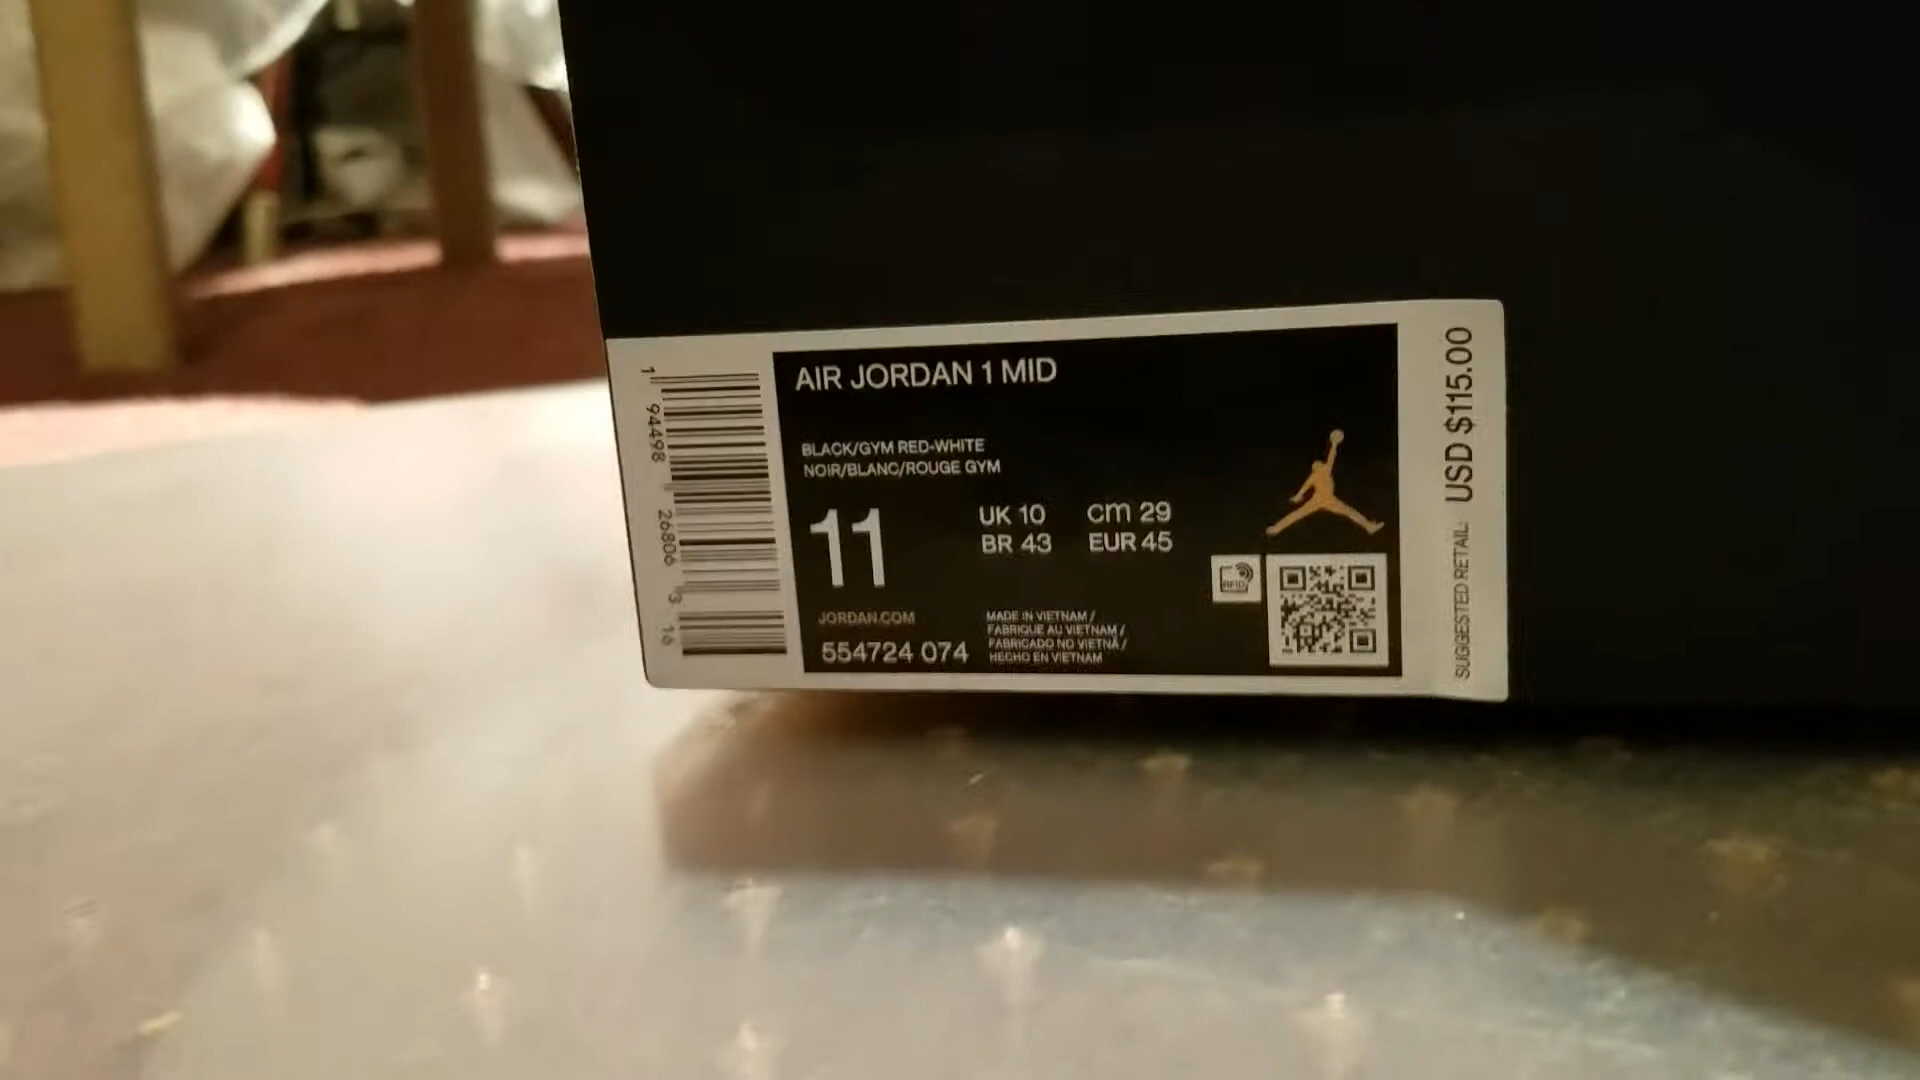 AIR JORDAN 1 MID
BLACK/GYM RED-WHITE
NOIR/BLANC/ROUGE GYM
11
UK 10 cm 29
BR 43 EUR 45
JORDAN.COM
554724 074
MADE IN VIETNAM /
FABRIQUE AU VIETNAM /
FABRICADO NO VIETNÃ /
HECHO EN VIETNAM
RFID
1 94498 26806 3 16
SUGGESTED RETAIL: USD $115.00